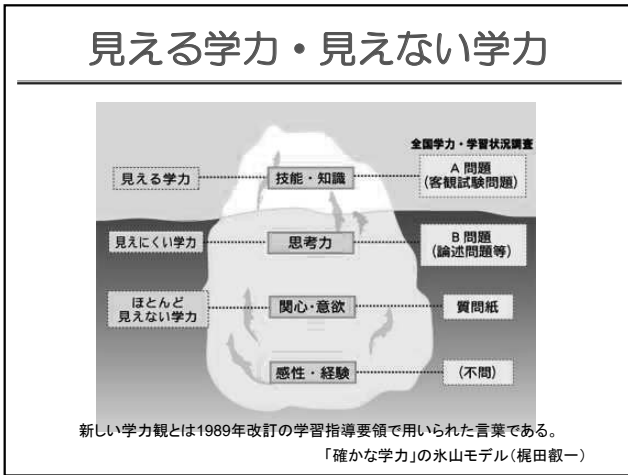 見える学力・見えない学力
全国学力・学習状況調査
見える学力
技能・知識
A 問題
(客観試験問題)
見えにくい学力
思考力
B 問題
(論述問題等)
ほとんど
見えない学力
関心・意欲
質問紙
感性・経験
(不問)
新しい学力観とは1989年改訂の学習指導要領で用いられた言葉である。
「確かな学力」の氷山モデル(梶田叡一)